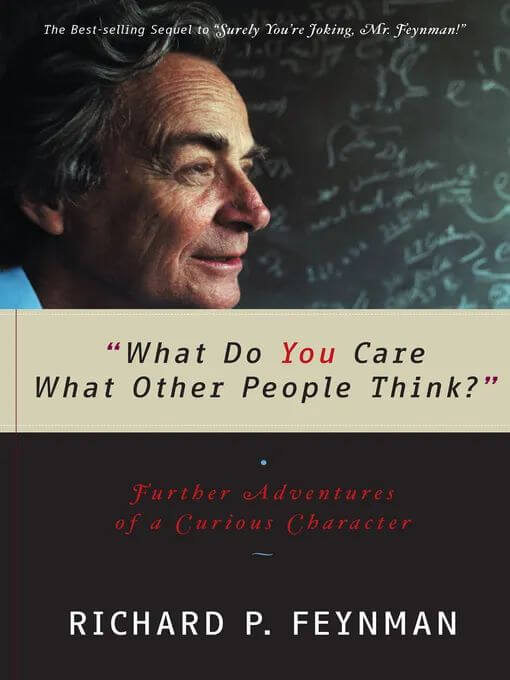 The Best-selling Sequel to "Surely You're Joking, Mr. Feynman!"
"What Do You Care
What Other People Think?"
Further Adventures
of a Curious Character
RICHARD P. FEYNMAN